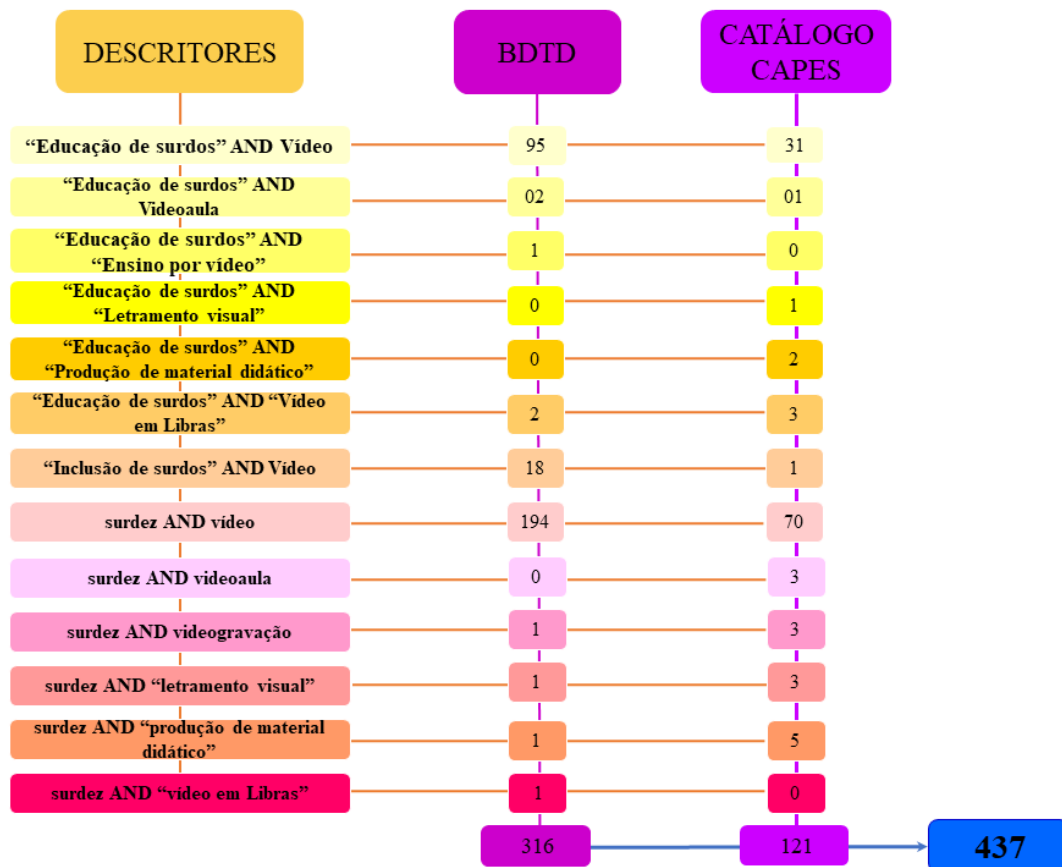 DESCRITORES
BDTD
CATÁLOGO
CAPES
“Educação de surdos” AND Vídeo
95
31
“Educação de surdos” AND
Videoaula
02
01
“Educação de surdos” AND
“Ensino por vídeo”
1
0
“Educação de surdos” AND
“Letramento visual”
0
1
“Educação de surdos” AND
“Produção de material didático”
0
2
“Educação de surdos” AND “Vídeo
em Libras”
2
3
“Inclusão de surdos” AND Vídeo
18
1
surdez AND vídeo
194
70
surdez AND videoaula
0
3
surdez AND videogravação
1
3
surdez AND “letramento visual”
1
3
surdez AND “produção de material
didático”
1
5
surdez AND “vídeo em Libras”
1
0
316
121
437